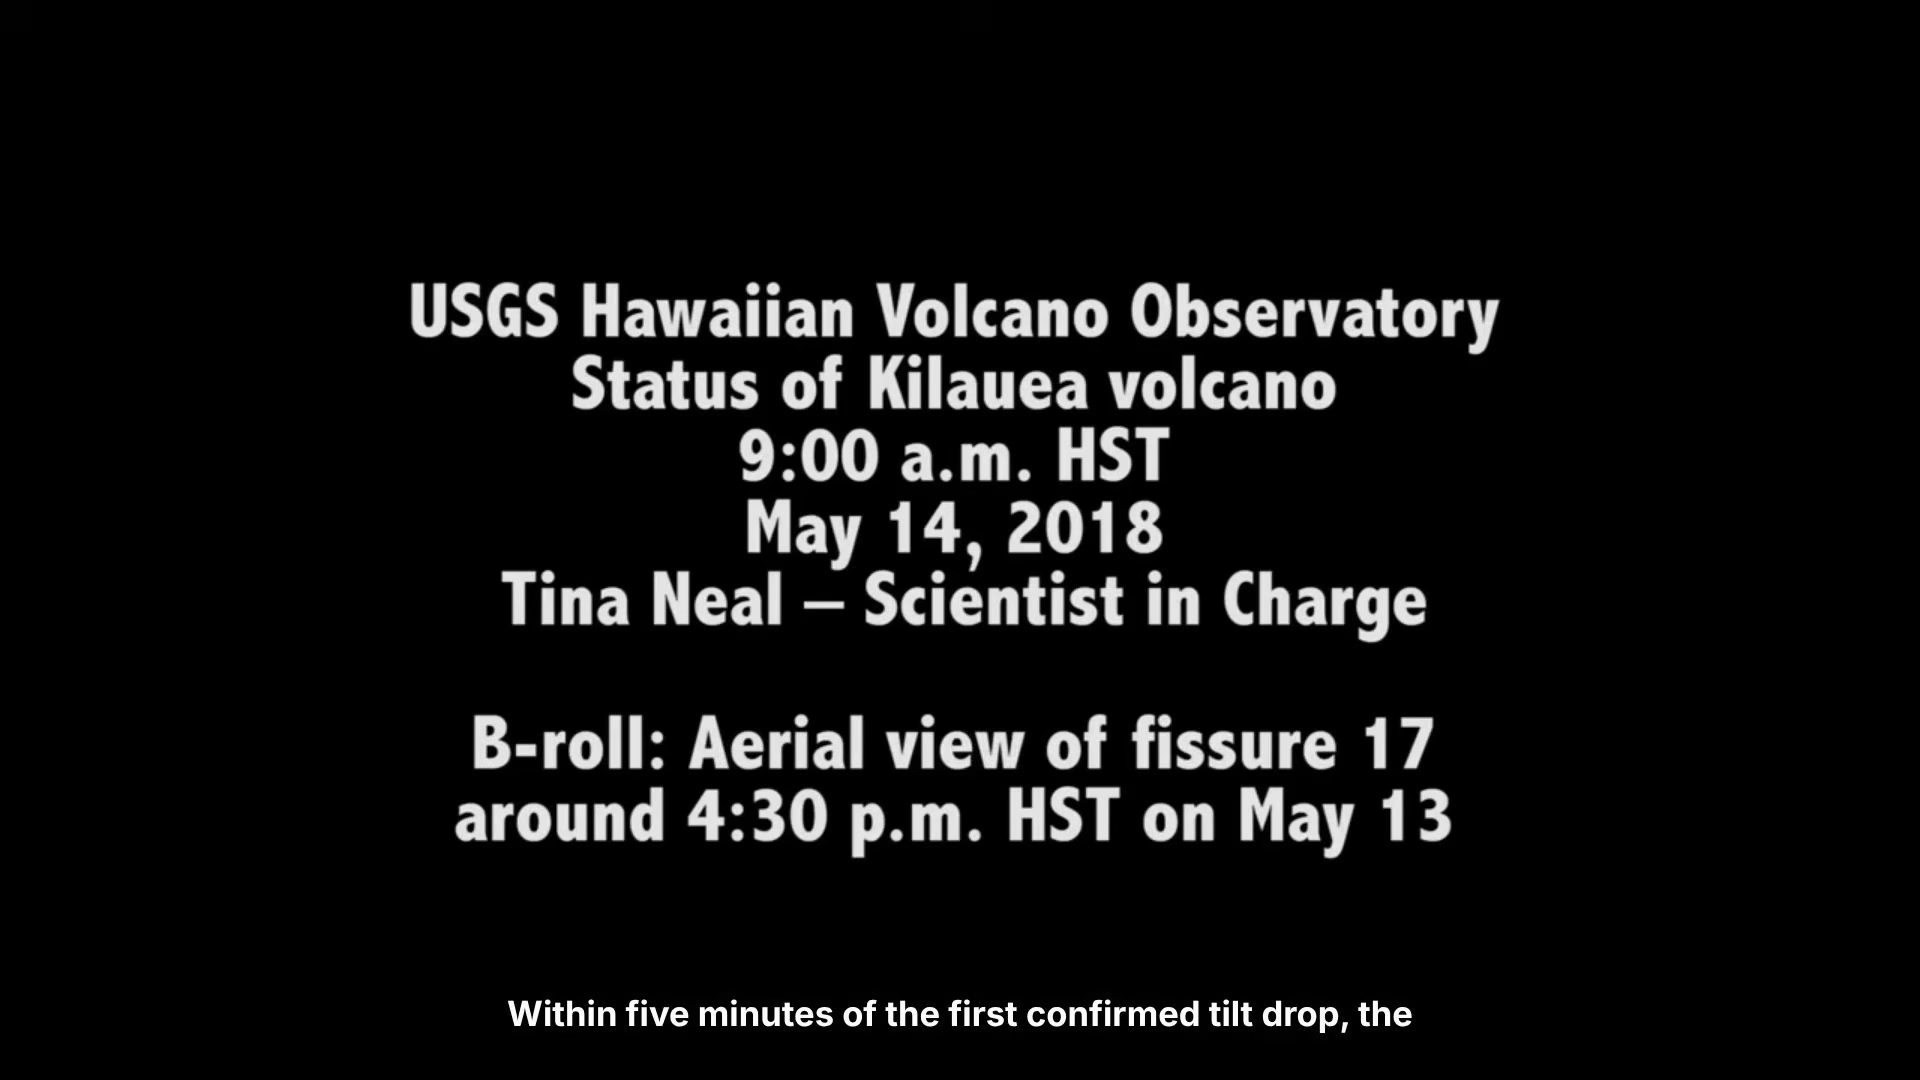 USGS Hawaiian Volcano Observatory
Status of Kilauea volcano
9:00 a.m. HST
May 14, 2018
Tina Neal – Scientist in Charge
B-roll: Aerial view of fissure 17
around 4:30 p.m. HST on May 13
Within five minutes of the first confirmed tilt drop, the